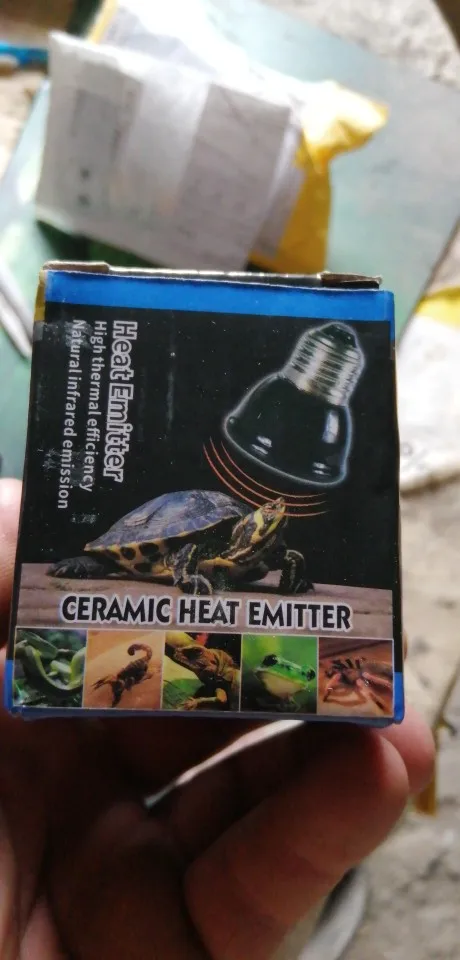 Heat Emitter
High thermal efficiency
Natural infrared emission
CERAMIC HEAT EMITTER